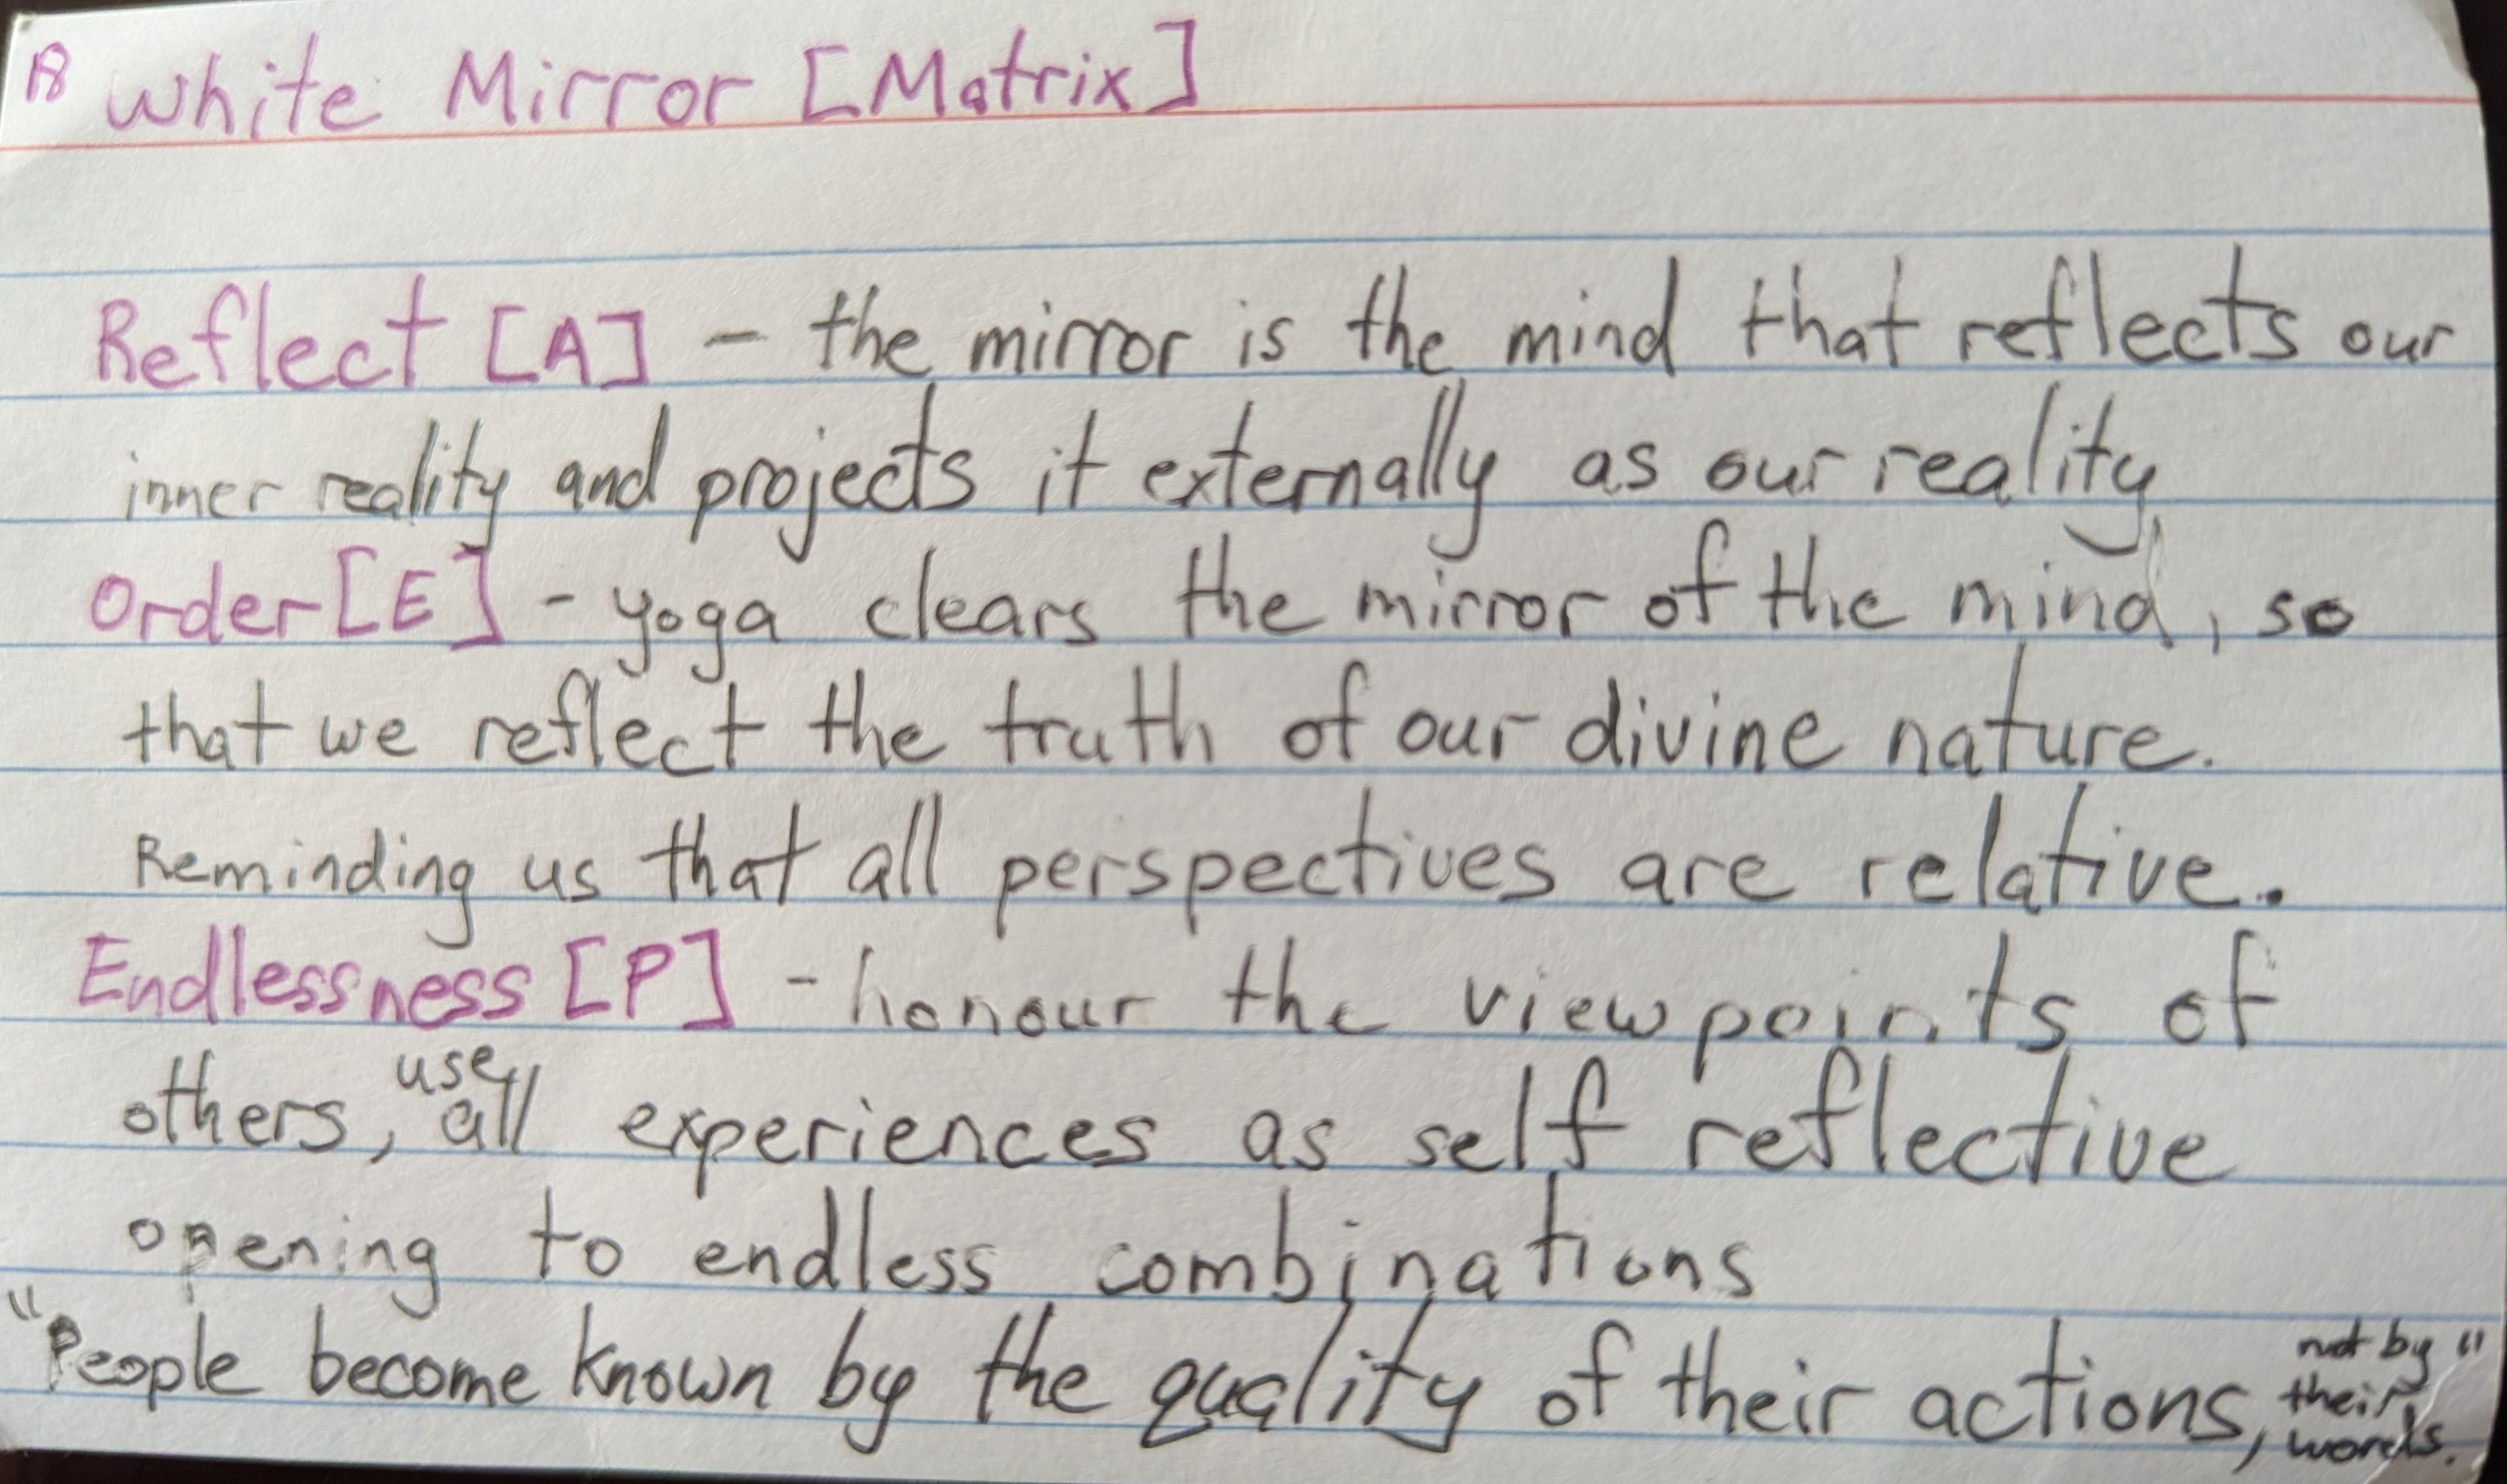 18 White Mirror [Matrix]
Reflect [A] - the mirror is the mind that reflects our
inner reality and projects it externally as our reality
Order [E] - yoga clears the mirror of the mind, so
that we reflect the truth of our divine nature.
Reminding us that all perspectives are relative.
Endlessness [P] - honour the viewpoints of
others, use all experiences as self reflective
opening to endless combinations
"People become known by the quality of their actions, not by their words."